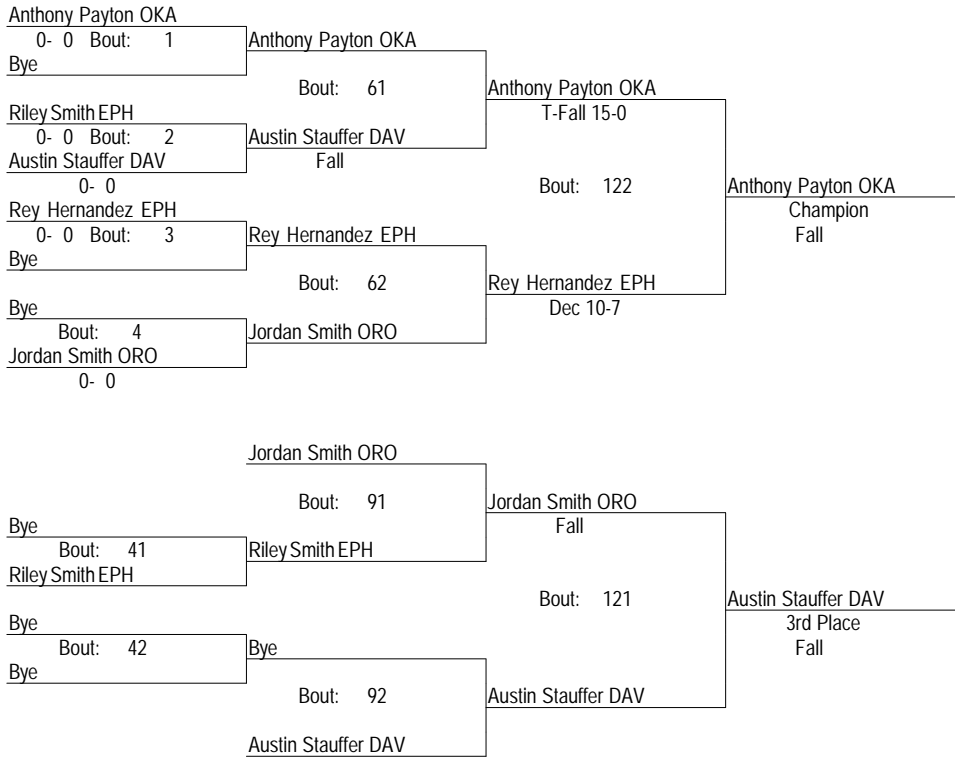 Anthony Payton OKA
0- 0 Bout: 1
Anthony Payton OKA
Bye
Bout: 61
Anthony Payton OKA
Riley Smith EPH
T-Fall 15-0
0- 0 Bout: 2
Austin Stauffer DAV
Austin Stauffer DAV
Fall
0- 0
Bout: 122
Anthony Payton OKA
Rey Hernandez EPH
Champion
0- 0 Bout: 3
Rey Hernandez EPH
Fall
Bye
Bout: 62
Rey Hernandez EPH
Bye
Dec 10-7
Bout: 4
Jordan Smith ORO
Jordan Smith ORO
0- 0
Jordan Smith ORO
Bout: 91
Jordan Smith ORO
Bye
Fall
Bout: 41
Riley Smith EPH
Riley Smith EPH
Bout: 121
Austin Stauffer DAV
Bye
3rd Place
Bout: 42
Bye
Fall
Bye
Bout: 92
Austin Stauffer DAV
Austin Stauffer DAV